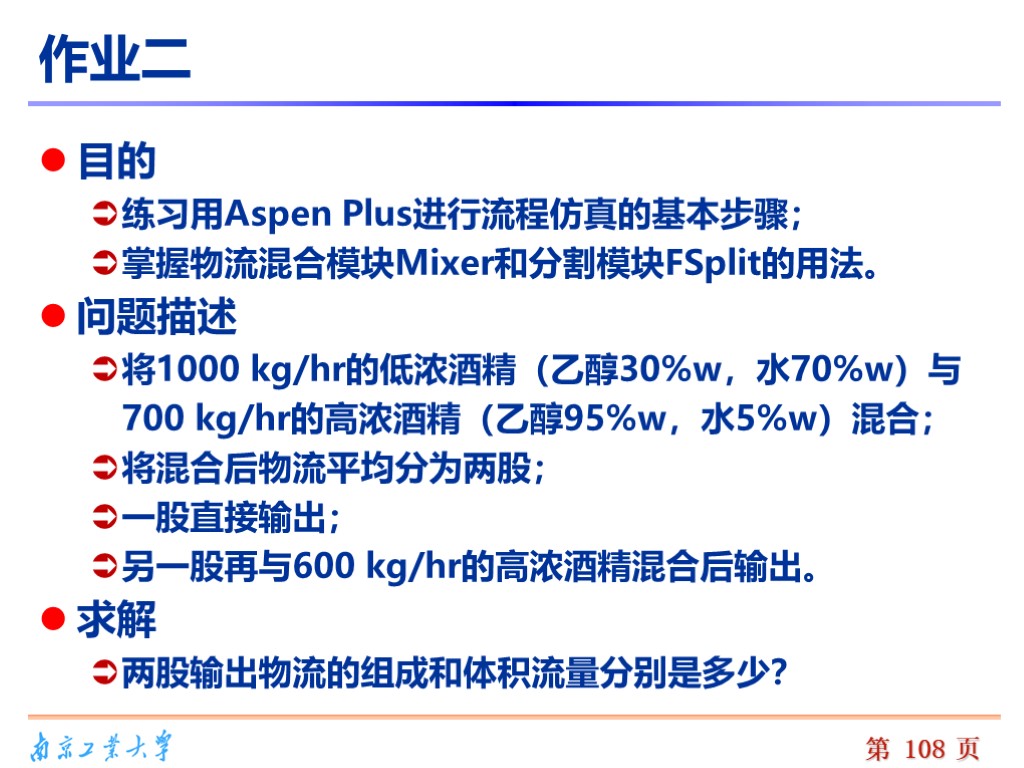 作业二
目的
练习用Aspen Plus进行流程仿真的基本步骤；
掌握物流混合模块Mixer和分割模块FSplit的用法。
问题描述
将1000 kg/hr的低浓酒精（乙醇30%w，水70%w）与
700 kg/hr的高浓酒精（乙醇95%w，水5%w）混合；
将混合后物流平均分为两股；
一股直接输出；
另一股再与600 kg/hr的高浓酒精混合后输出。
求解
两股输出物流的组成和体积流量分别是多少？
南京工业大学
第 108 页